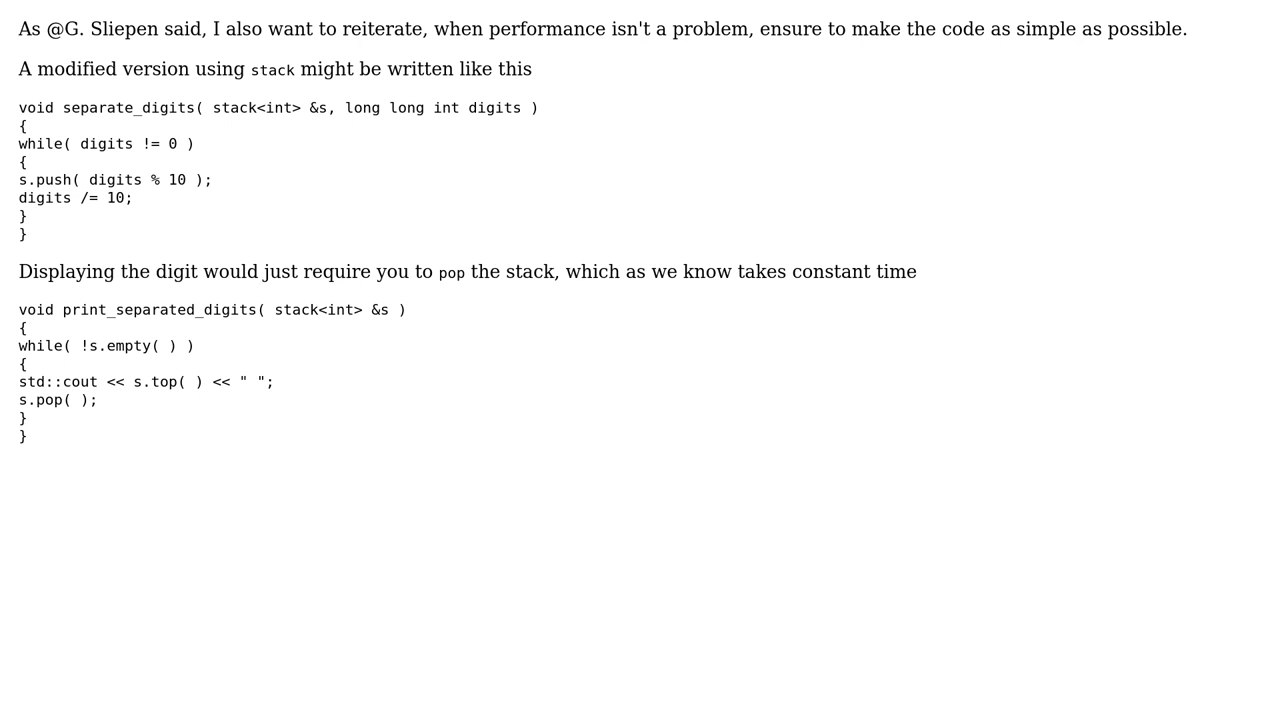 As @G. Sliepen said, I also want to reiterate, when performance isn't a problem, ensure to make the code as simple as possible.
A modified version using stack might be written like this
void separate_digits( stack<int> &s, long long int digits )
{
while( digits != 0 )
{
s.push( digits % 10 );
digits /= 10;
}
}
Displaying the digit would just require you to pop the stack, which as we know takes constant time
void print_separated_digits( stack<int> &s )
{
while( !s.empty( ) )
{
std::cout << s.top( ) << " ";
s.pop( );
}
}